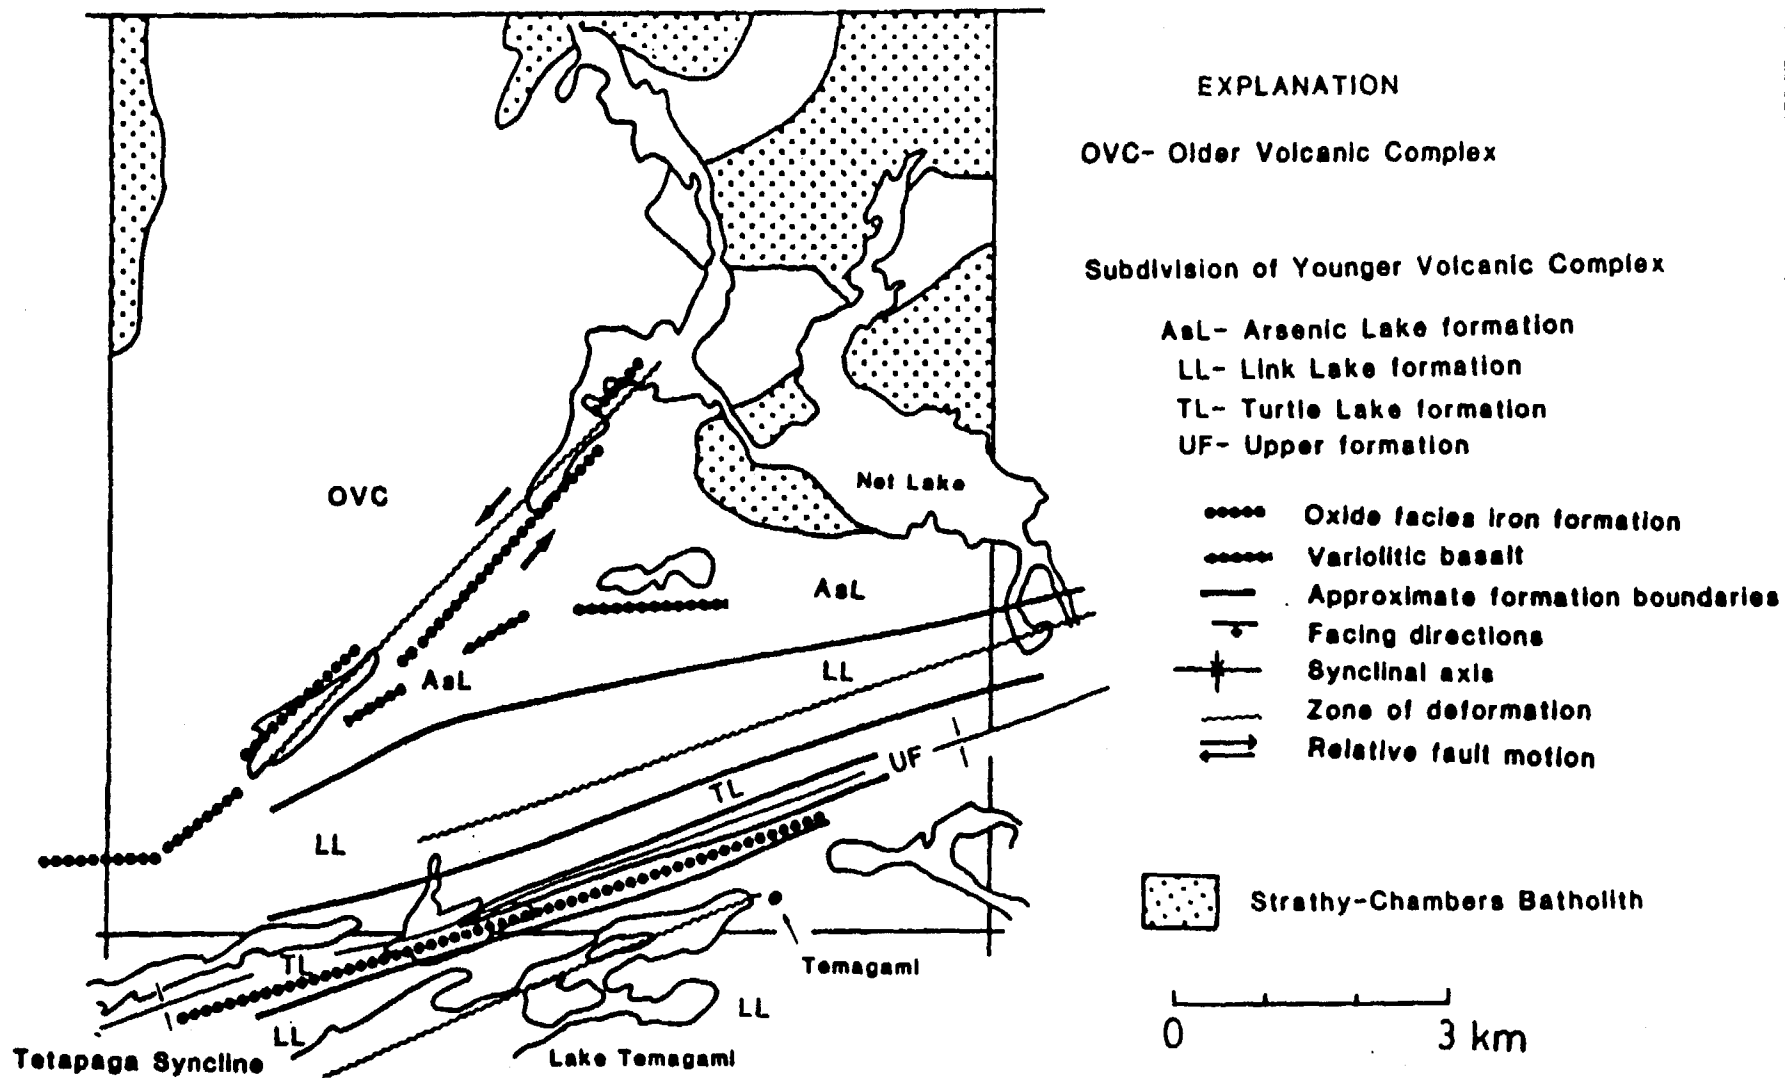 EXPLANATION
OVC- Older Volcanic Complex
Subdivision of Younger Volcanic Complex
AsL- Arsenic Lake formation
LL- Link Lake formation
TL- Turtle Lake formation
UF- Upper formation
Oxide facies iron formation
Variolitic basalt
Approximate formation boundaries
Facing directions
Synclinal axis
Zone of deformation
Relative fault motion
Strathy-Chambers Batholith
0 3 km
OVC
Net Lake
AsL
AsL
LL
LL
TL
UF
TL
LL
LL
Temagami
Tetapaga Syncline
Lake Temagami